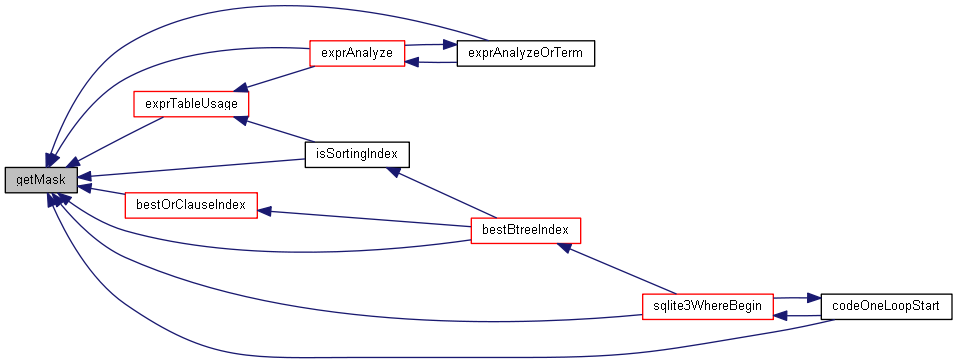 exprAnalyze
exprAnalyzeOrTerm
exprTableUsage
isSortingIndex
getMask
bestOrClauseIndex
bestBtreeIndex
sqlite3WhereBegin
codeOneLoopStart